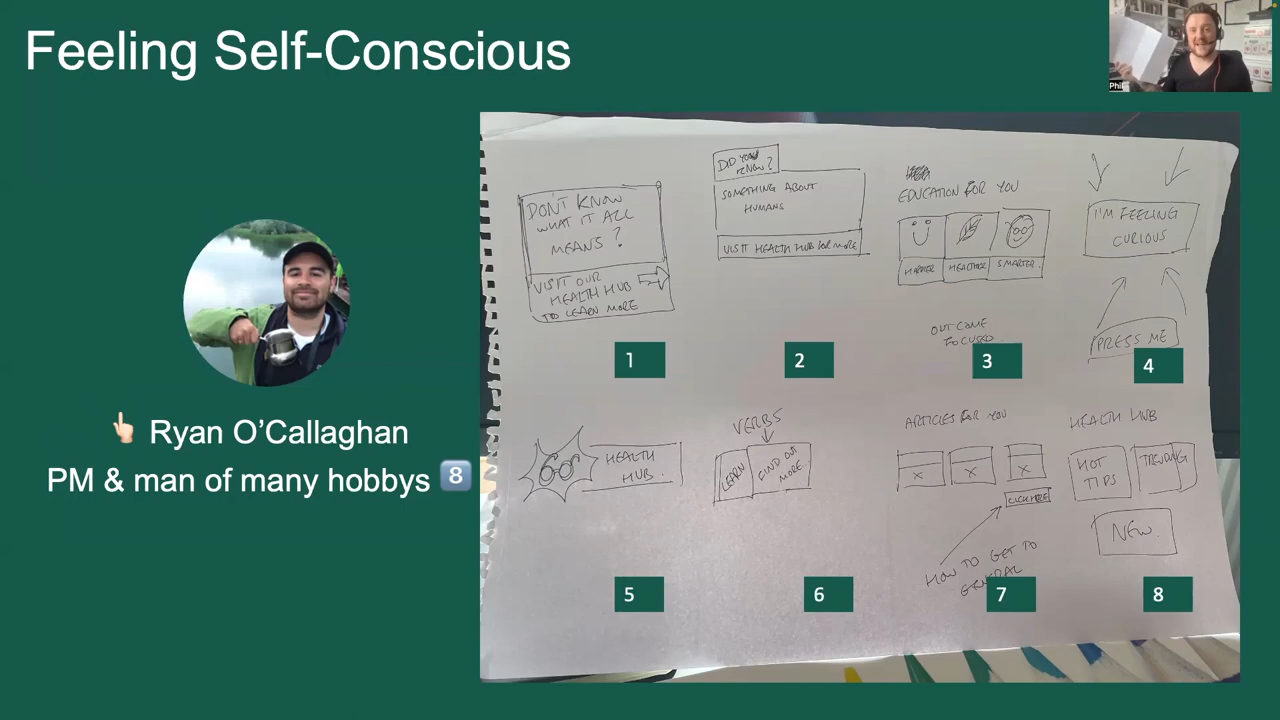 Feeling Self-Conscious
Phil
Ryan O'Callaghan
PM & man of many hobbys 8
DON'T KNOW
WHAT IT ALL
MEANS?
VISIT OUR
HEALTH HUB
TO LEARN MORE
1
DID YOU
KNOW?
SOMETHING ABOUT
HUMANS
VISIT HEALTH HUB FOR MORE
2
EDUCATION FOR YOU
HAPPIER
HEALTHIER
SMARTER
OUTCOME
FOCUSED
3
I'M FEELING
CURIOUS
PRESS ME
4
HEALTH
HUB
5
VERBS
LEARN
FIND OUT
MORE
6
ARTICLES FOR YOU
CLICK HERE
HOW TO GET TO
7
HEALTH HUB
HOT
TIPS
TRENDING
NEW
8